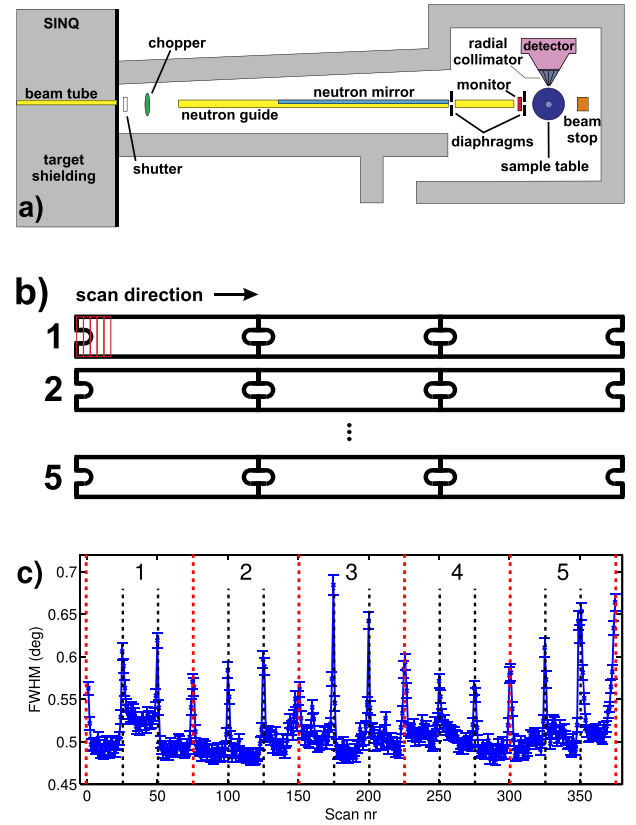 SINQ
chopper
radial
collimator
detector
beam tube
neutron mirror
monitor
neutron guide
beam
stop
diaphragms
target
shielding
shutter
sample table
a)
b)
scan direction
1
2
5
c)
1 2 3 4 5
0.7
0.65
0.6
0.55
0.5
0.45
FWHM (deg)
0 50 100 150 200 250 300 350
Scan nr